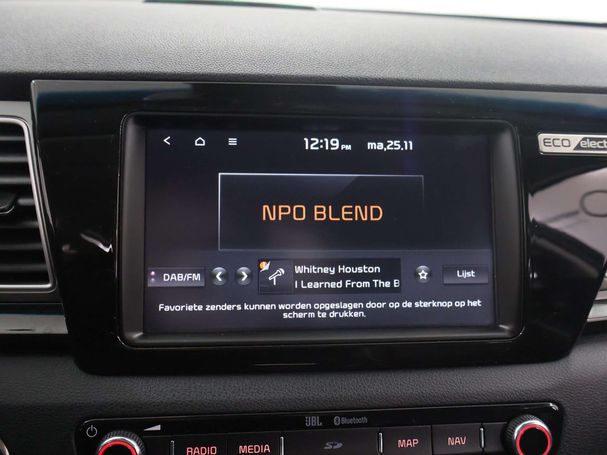 12:19 PM ma,25.11
ECO elect
NPO BLEND
DAB/FM
Whitney Houston
I Learned From The B
Lijst
Favoriete zenders kunnen worden opgeslagen door op de sterknop op het
scherm te drukken.
JBL Bluetooth
RADIO MEDIA SD MAP NAV